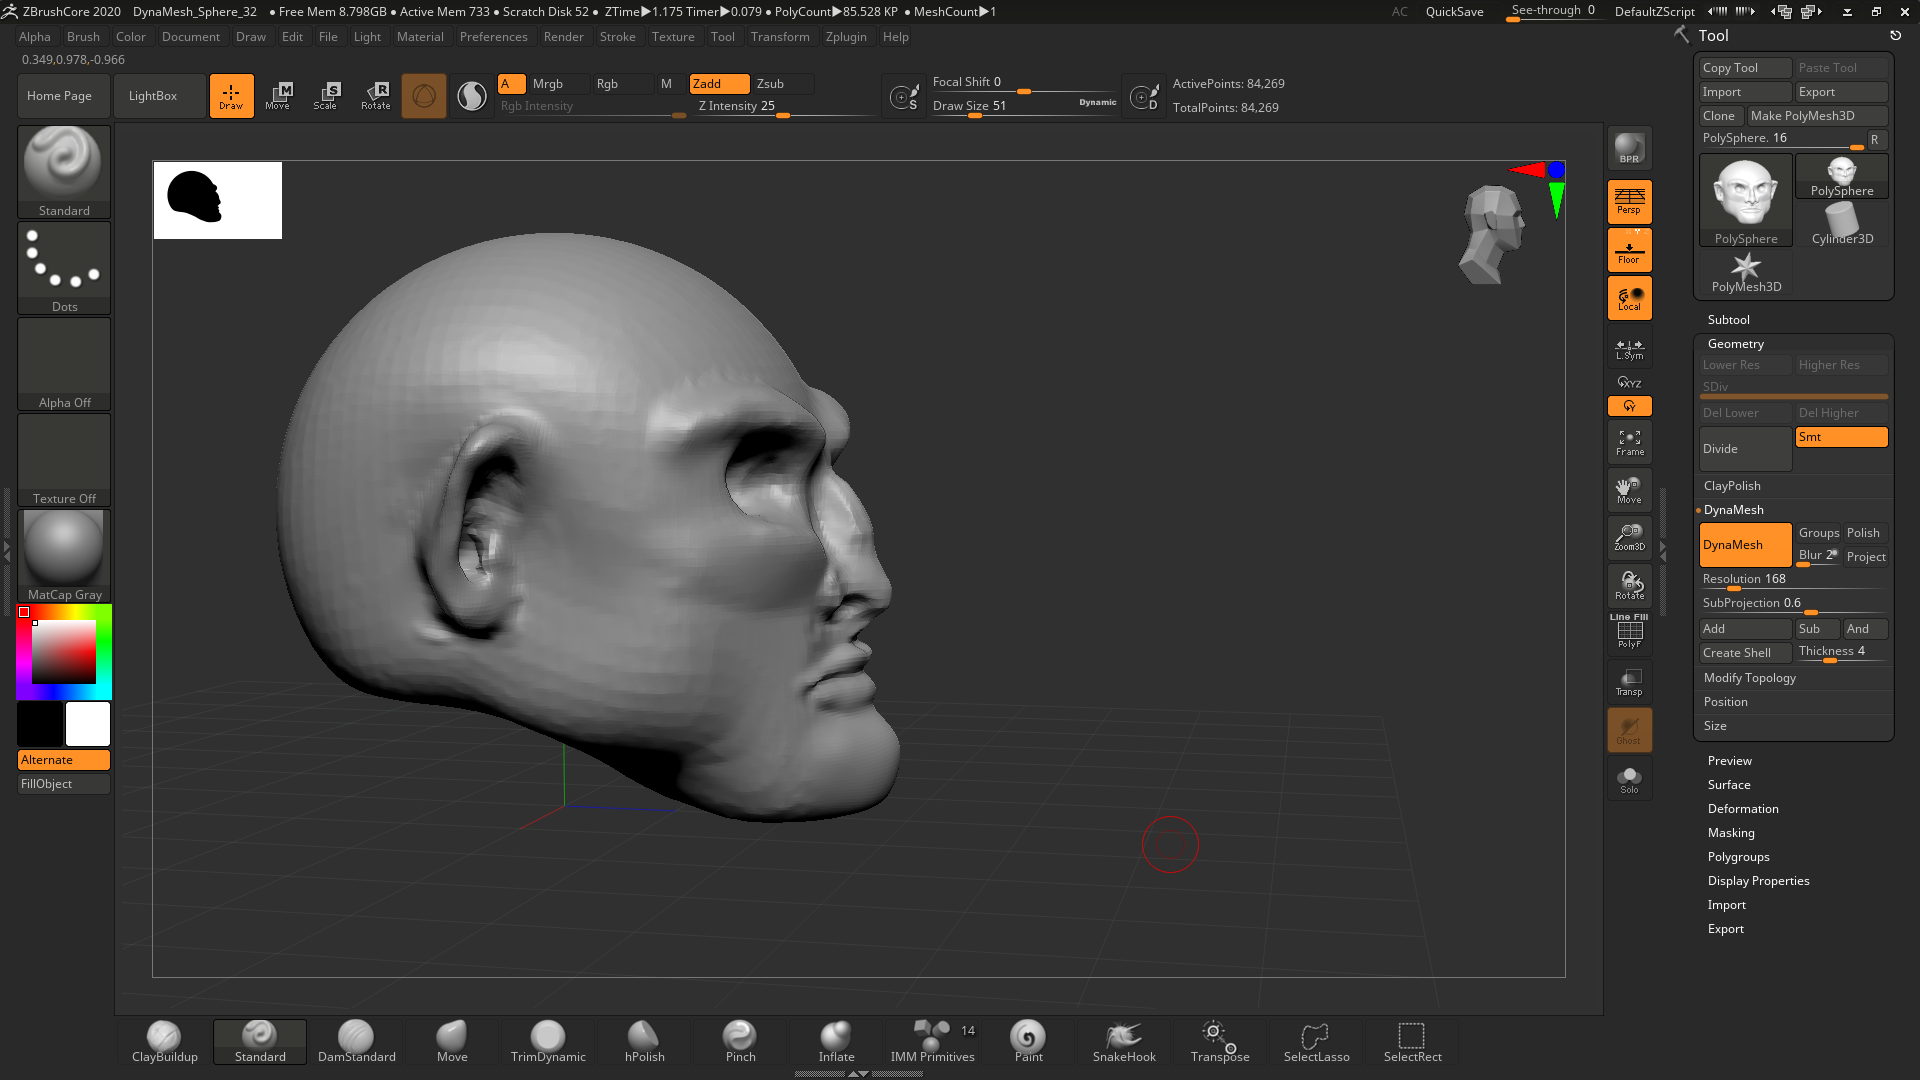 ZBrushCore 2020 DynaMesh_Sphere_32 • Free Mem 8.798GB • Active Mem 733 • Scratch Disk 52 • ZTime▶1.175 Timer▶0.079 • PolyCount▶85.528 KP • MeshCount▶1 AC QuickSave See-through 0 DefaultZScript
Alpha Brush Color Document Draw Edit File Light Material Preferences Render Stroke Texture Tool Transform Zplugin Help
0.349,0.978,-0.966
Home Page LightBox Draw Move Scale Rotate
M S R
A Mrgb Rgb M Zadd Zsub
Rgb Intensity Z Intensity 25
S Focal Shift 0
Draw Size 51 Dynamic
D ActivePoints: 84,269
TotalPoints: 84,269
Standard
Dots
Alpha Off
Texture Off
MatCap Gray
Alternate
FillObject
BPR
Persp
Floor
Local
L.Sym
XYZ
Y
Frame
Move
Zoom3D
Rotate
Line Fill
PolyF
Transp
Ghost
Solo
Tool
Copy Tool Paste Tool
Import Export
Clone Make PolyMesh3D
PolySphere. 16 R
PolySphere PolySphere
Cylinder3D
PolyMesh3D
Subtool
Geometry
Lower Res Higher Res
SDiv
Del Lower Del Higher
Divide Smt
ClayPolish
DynaMesh
DynaMesh Groups Polish
Blur 2 Project
Resolution 168
SubProjection 0.6
Add Sub And
Create Shell Thickness 4
Modify Topology
Position
Size
Preview
Surface
Deformation
Masking
Polygroups
Display Properties
Import
Export
ClayBuildup Standard DamStandard Move TrimDynamic hPolish Pinch Inflate IMM Primitives 14 Paint SnakeHook Transpose SelectLasso SelectRect